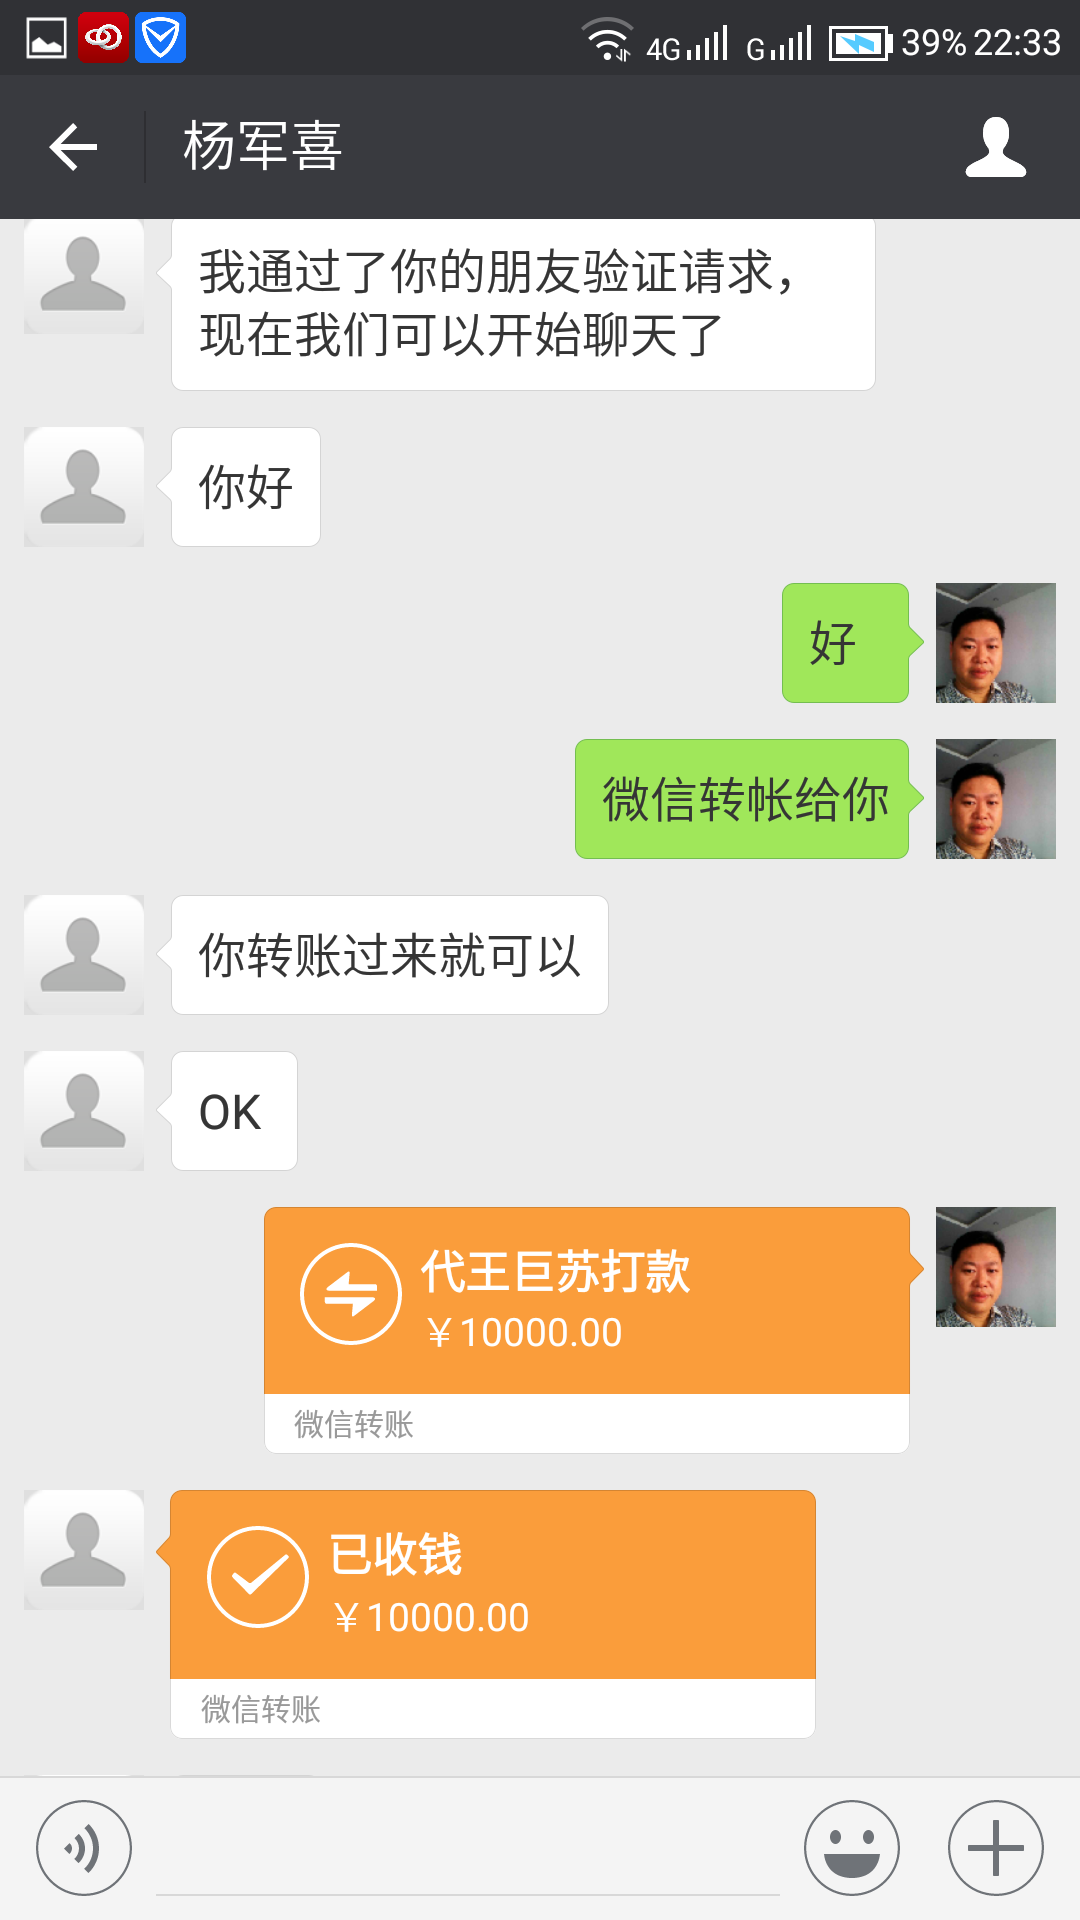 4G G 39% 22:33
杨军喜
我通过了你的朋友验证请求，
现在我们可以开始聊天了
你好
好
微信转帐给你
你转账过来就可以
OK
代王巨苏打款
￥10000.00
微信转账
已收钱
￥10000.00
微信转账